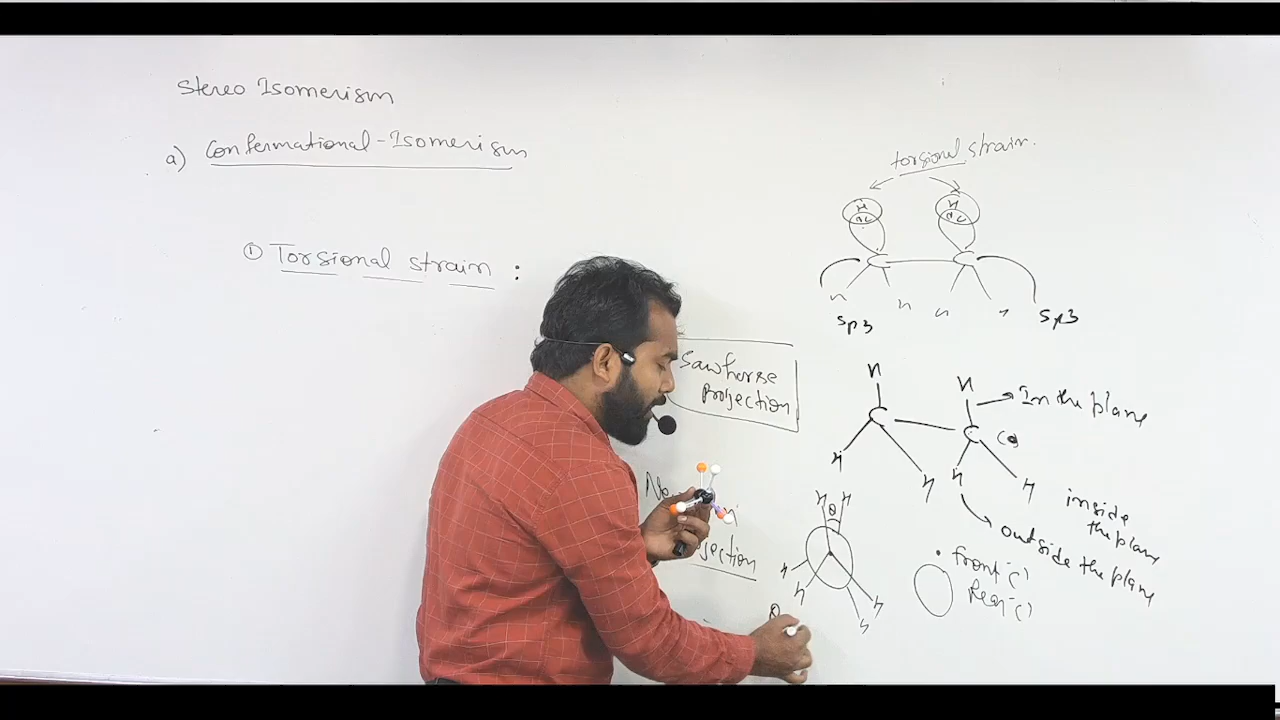 Stereo Isomerism
a) Confermational-Isomerism
① Torsional strain :
torsional strain.
H H
sp3 sp3
Sawhorse
Projection
H H
In the plane
C C
H H H H
outside the plane
inside
the plane
H H
θ
H H
H H
front
Rear